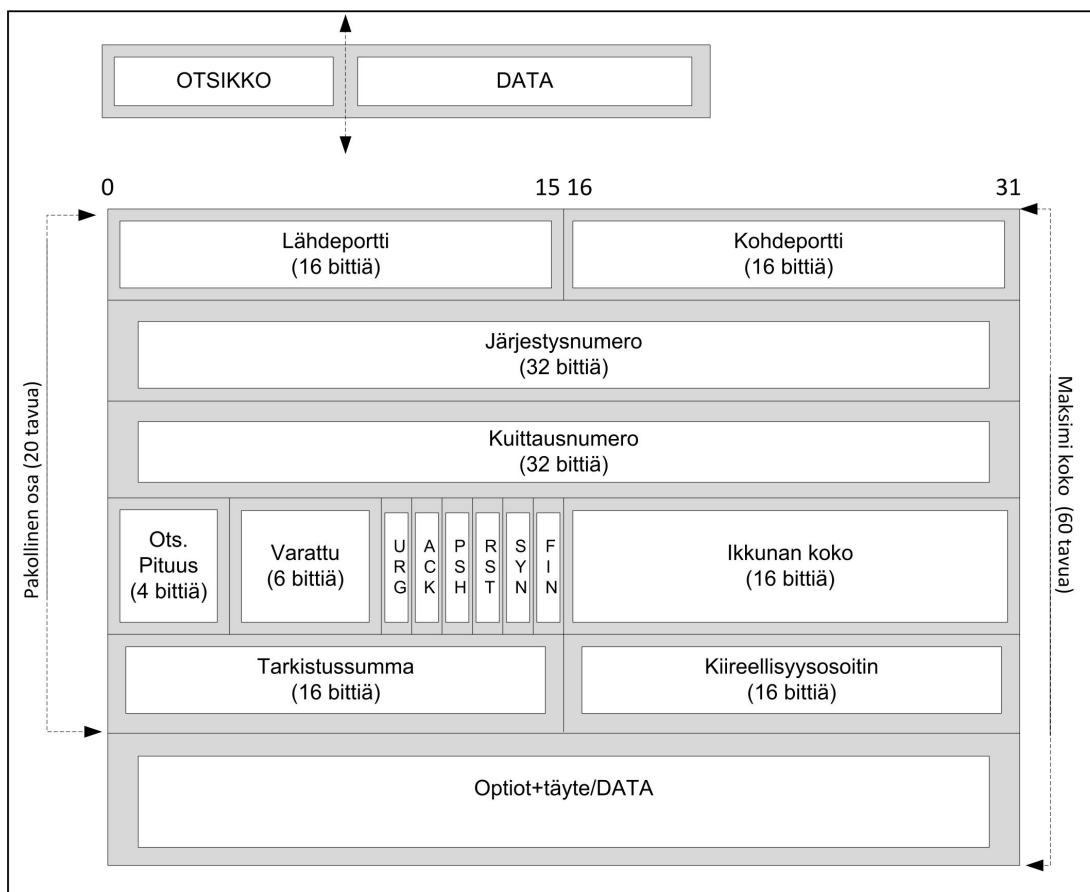 OTSIKKO
DATA
0
15
16
31
Lähdeportti
(16 bittiä)
Kohdeportti
(16 bittiä)
Järjestysnumero
(32 bittiä)
Kuittausnumero
(32 bittiä)
Ots.
Pituus
(4 bittiä)
Varattu
(6 bittiä)
URG
ACK
PSH
RST
SYN
FIN
Ikkunan koko
(16 bittiä)
Tarkistussumma
(16 bittiä)
Kiireellisyysosoitin
(16 bittiä)
Optiot+täyte/DATA
Pakollinen osa (20 tavua)
Maksimi koko (60 tavua)